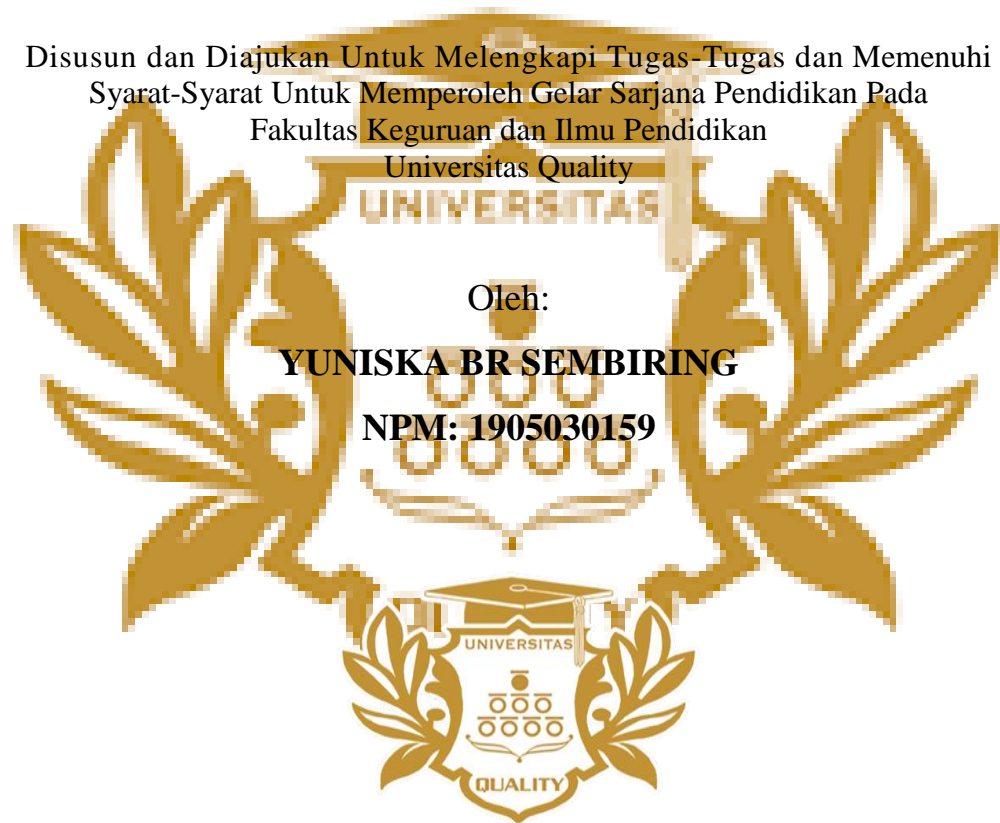 Disusun dan Diajukan Untuk Melengkapi Tugas-Tugas dan Memenuhi
Syarat-Syarat Untuk Memperoleh Gelar Sarjana Pendidikan Pada
Fakultas Keguruan dan Ilmu Pendidikan
Universitas Quality
UNIVERSITAS
Oleh:
YUNISKA BR SEMBIRING
NPM: 1905030159
UNIVERSITAS
QUALITY